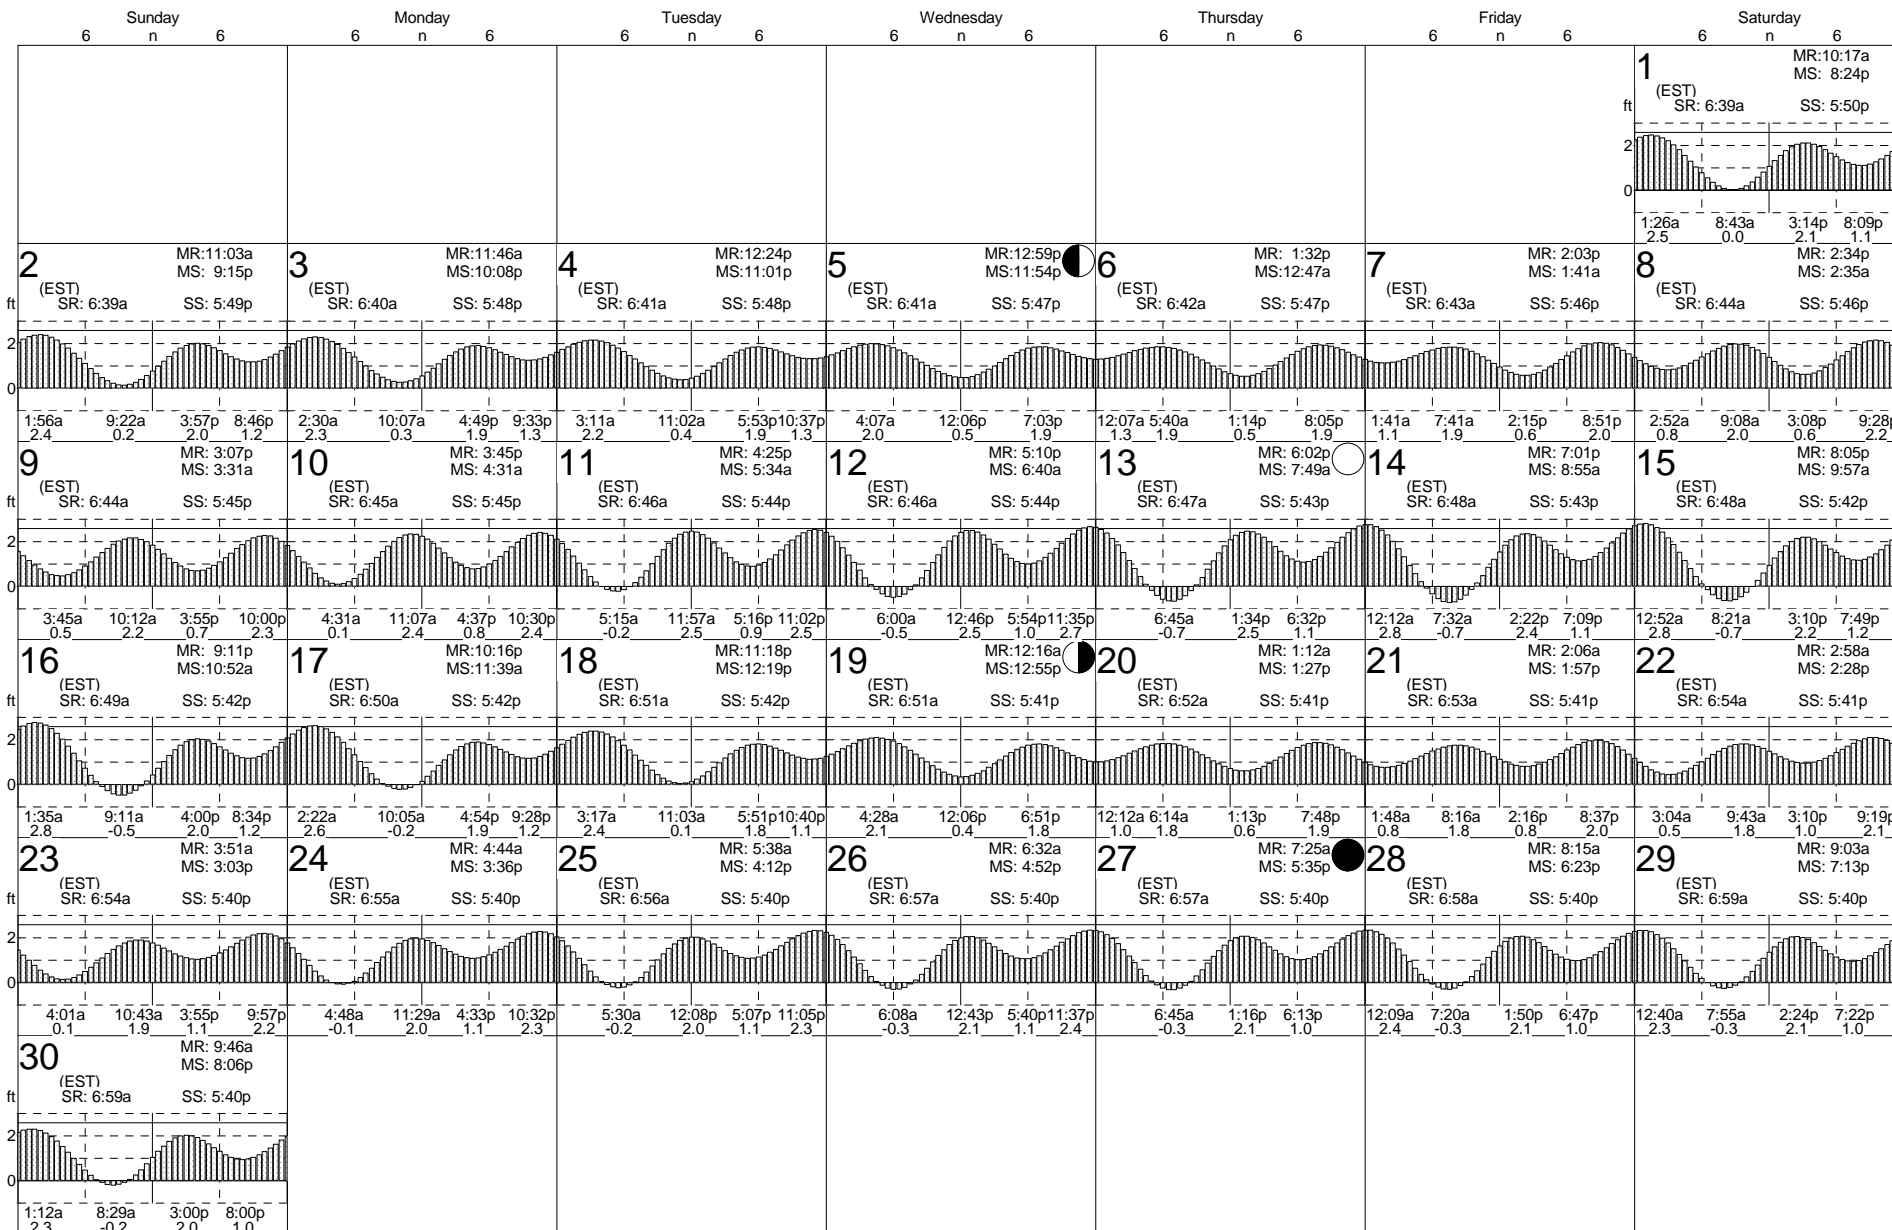 Sunday Monday Tuesday Wednesday Thursday Friday Saturday
6 n 6 6 n 6 6 n 6 6 n 6 6 n 6 6 n 6 6 n 6
1 MR:10:17a
MS: 8:24p
(EST)
ft SR: 6:39a SS: 5:50p
2
0
1:26a 8:43a 3:14p 8:09p
2.5 0.0 2.1 1.1
2 MR:11:03a 3 MR:11:46a 4 MR:12:24p 5 MR:12:59p 6 MR: 1:32p 7 MR: 2:03p 8 MR: 2:34p
MS: 9:15p MS:10:08p MS:11:01p MS:11:54p MS:12:47a MS: 1:41a MS: 2:35a
(EST) (EST) (EST) (EST) (EST) (EST) (EST)
ft SR: 6:39a SS: 5:49p SR: 6:40a SS: 5:48p SR: 6:41a SS: 5:48p SR: 6:41a SS: 5:47p SR: 6:42a SS: 5:47p SR: 6:43a SS: 5:46p SR: 6:44a SS: 5:46p
2
0
1:56a 9:22a 3:57p 8:46p 2:30a 10:07a 4:49p 9:33p 3:11a 11:02a 5:53p 10:37p 4:07a 12:06p 7:03p 12:07a 5:40a 1:14p 8:05p 1:41a 7:41a 2:15p 8:51p 2:52a 9:08a 3:08p 9:28p
2.4 0.2 2.0 1.2 2.3 0.3 1.9 1.3 2.2 0.4 1.9 1.3 2.0 0.5 1.9 1.3 1.9 0.5 1.9 1.1 1.9 0.6 2.0 0.8 2.0 0.6 2.2
9 MR: 3:07p 10 MR: 3:45p 11 MR: 4:25p 12 MR: 5:10p 13 MR: 6:02p 14 MR: 7:01p 15 MR: 8:05p
MS: 3:31a MS: 4:31a MS: 5:34a MS: 6:40a MS: 7:49a MS: 8:55a MS: 9:57a
(EST) (EST) (EST) (EST) (EST) (EST) (EST)
ft SR: 6:44a SS: 5:45p SR: 6:45a SS: 5:45p SR: 6:46a SS: 5:44p SR: 6:46a SS: 5:44p SR: 6:47a SS: 5:43p SR: 6:48a SS: 5:43p SR: 6:48a SS: 5:42p
2
0
3:45a 10:12a 3:55p 10:00p 4:31a 11:07a 4:37p 10:30p 5:15a 11:57a 5:16p 11:02p 6:00a 12:46p 5:54p 11:35p 6:45a 1:34p 6:32p 12:12a 7:32a 2:22p 7:09p 12:52a 8:21a 3:10p 7:49p
0.5 2.2 0.7 2.3 0.1 2.4 0.8 2.4 -0.2 2.5 0.9 2.5 -0.5 2.5 1.0 2.7 -0.7 2.5 1.1 2.8 -0.7 2.4 1.1 2.8 -0.7 2.2 1.2
16 MR: 9:11p 17 MR:10:16p 18 MR:11:18p 19 MR:12:16a 20 MR: 1:12a 21 MR: 2:06a 22 MR: 2:58a
MS:10:52a MS:11:39a MS:12:19p MS:12:55p MS: 1:27p MS: 1:57p MS: 2:28p
(EST) (EST) (EST) (EST) (EST) (EST) (EST)
ft SR: 6:49a SS: 5:42p SR: 6:50a SS: 5:42p SR: 6:51a SS: 5:42p SR: 6:51a SS: 5:41p SR: 6:52a SS: 5:41p SR: 6:53a SS: 5:41p SR: 6:54a SS: 5:41p
2
0
1:35a 9:11a 4:00p 8:34p 2:22a 10:05a 4:54p 9:28p 3:17a 11:03a 5:51p 10:40p 4:28a 12:06p 6:51p 12:12a 6:14a 1:13p 7:48p 1:48a 8:16a 2:16p 8:37p 3:04a 9:43a 3:10p 9:19p
2.8 -0.5 2.0 1.2 2.6 -0.2 1.9 1.2 2.4 0.1 1.8 1.1 2.1 0.4 1.8 1.0 1.8 0.6 1.9 0.8 1.8 0.8 2.0 0.5 1.8 1.0 2.1
23 MR: 3:51a 24 MR: 4:44a 25 MR: 5:38a 26 MR: 6:32a 27 MR: 7:25a 28 MR: 8:15a 29 MR: 9:03a
MS: 3:03p MS: 3:36p MS: 4:12p MS: 4:52p MS: 5:35p MS: 6:23p MS: 7:13p
(EST) (EST) (EST) (EST) (EST) (EST) (EST)
ft SR: 6:54a SS: 5:40p SR: 6:55a SS: 5:40p SR: 6:56a SS: 5:40p SR: 6:57a SS: 5:40p SR: 6:57a SS: 5:40p SR: 6:58a SS: 5:40p SR: 6:59a SS: 5:40p
2
0
4:01a 10:43a 3:55p 9:57p 4:48a 11:29a 4:33p 10:32p 5:30a 12:08p 5:07p 11:05p 6:08a 12:43p 5:40p 11:37p 6:45a 1:16p 6:13p 12:09a 7:20a 1:50p 6:47p 12:40a 7:55a 2:24p 7:22p
0.1 1.9 1.1 2.2 -0.1 2.0 1.1 2.3 -0.2 2.0 1.1 2.3 -0.3 2.1 1.1 2.4 -0.3 2.1 1.0 2.4 -0.3 2.1 1.0 2.3 -0.3 2.1 1.0
30 MR: 9:46a
MS: 8:06p
(EST)
ft SR: 6:59a SS: 5:40p
2
0
1:12a 8:29a 3:00p 8:00p
2.3 -0.2 2.0 1.0